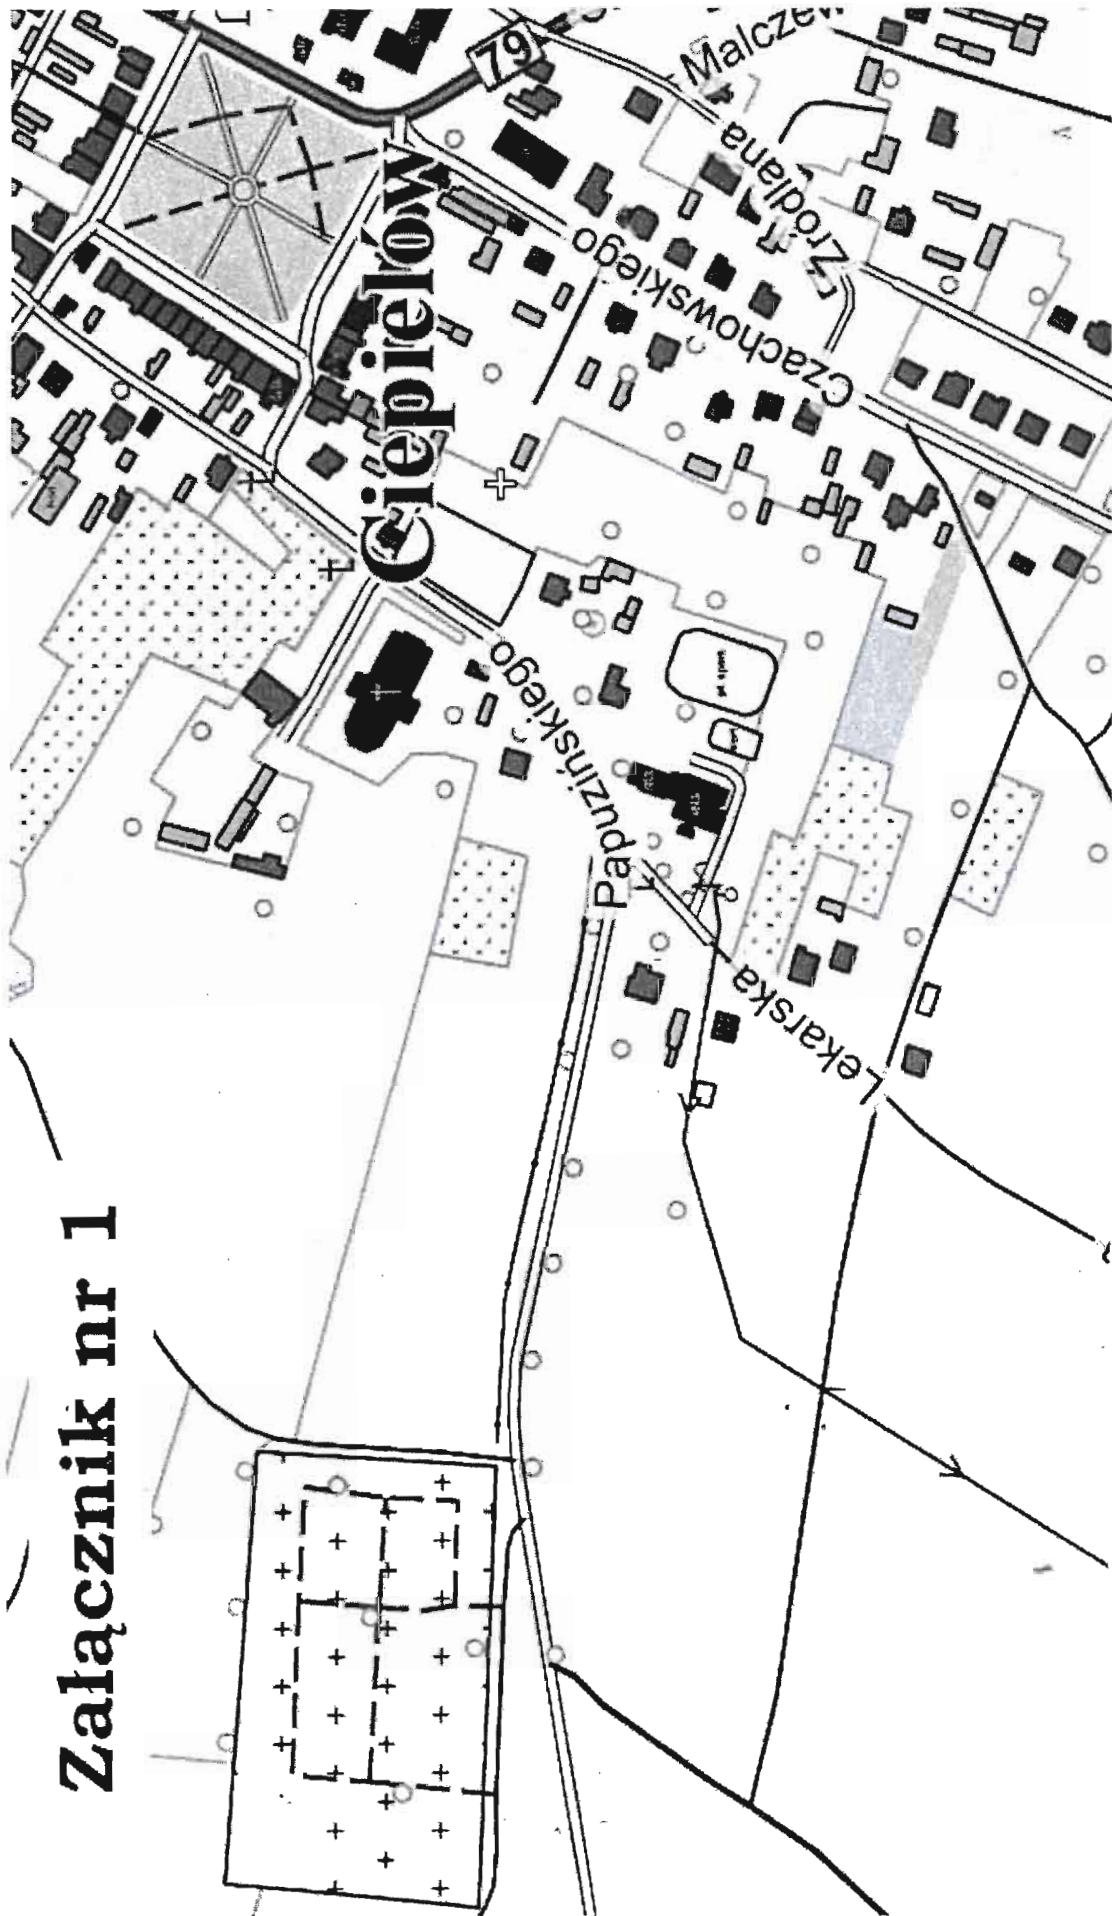 Załącznik nr 1
Ciepielów
79
Malczew
Źródlana
Czachowskiego
Papuzińskiego
Lekarska